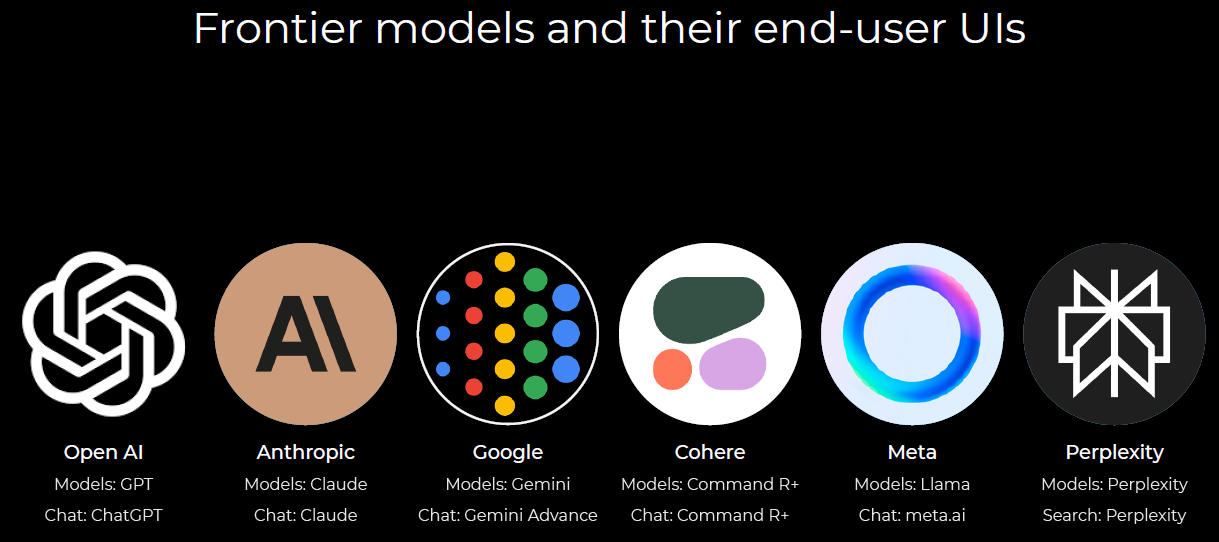 Frontier models and their end-user UIs
Open AI
Models: GPT
Chat: ChatGPT
Anthropic
Models: Claude
Chat: Claude
Google
Models: Gemini
Chat: Gemini Advance
Cohere
Models: Command R+
Chat: Command R+
Meta
Models: Llama
Chat: meta.ai
Perplexity
Models: Perplexity
Search: Perplexity